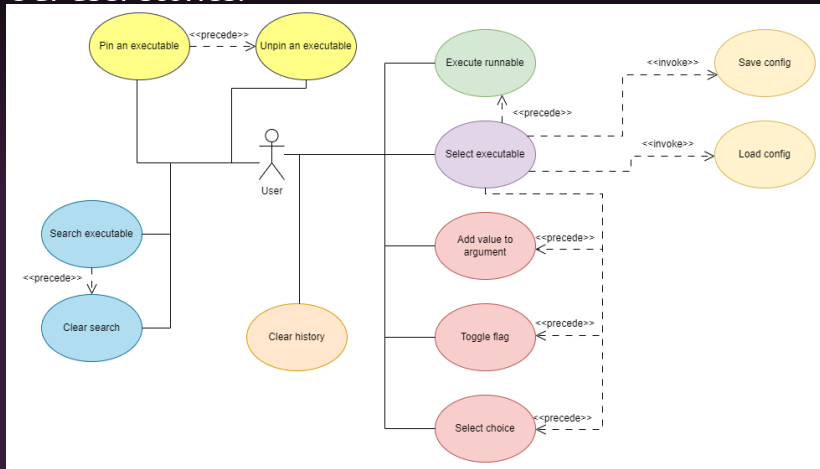 Pin an executable
<<precede>>
Unpin an executable
Execute runnable
<<invoke>>
Save config
<<precede>>
User
Select executable
<<invoke>>
Load config
Search executable
<<precede>>
Clear search
Clear history
Add value to
argument
<<precede>>
Toggle flag
<<precede>>
Select choice
<<precede>>